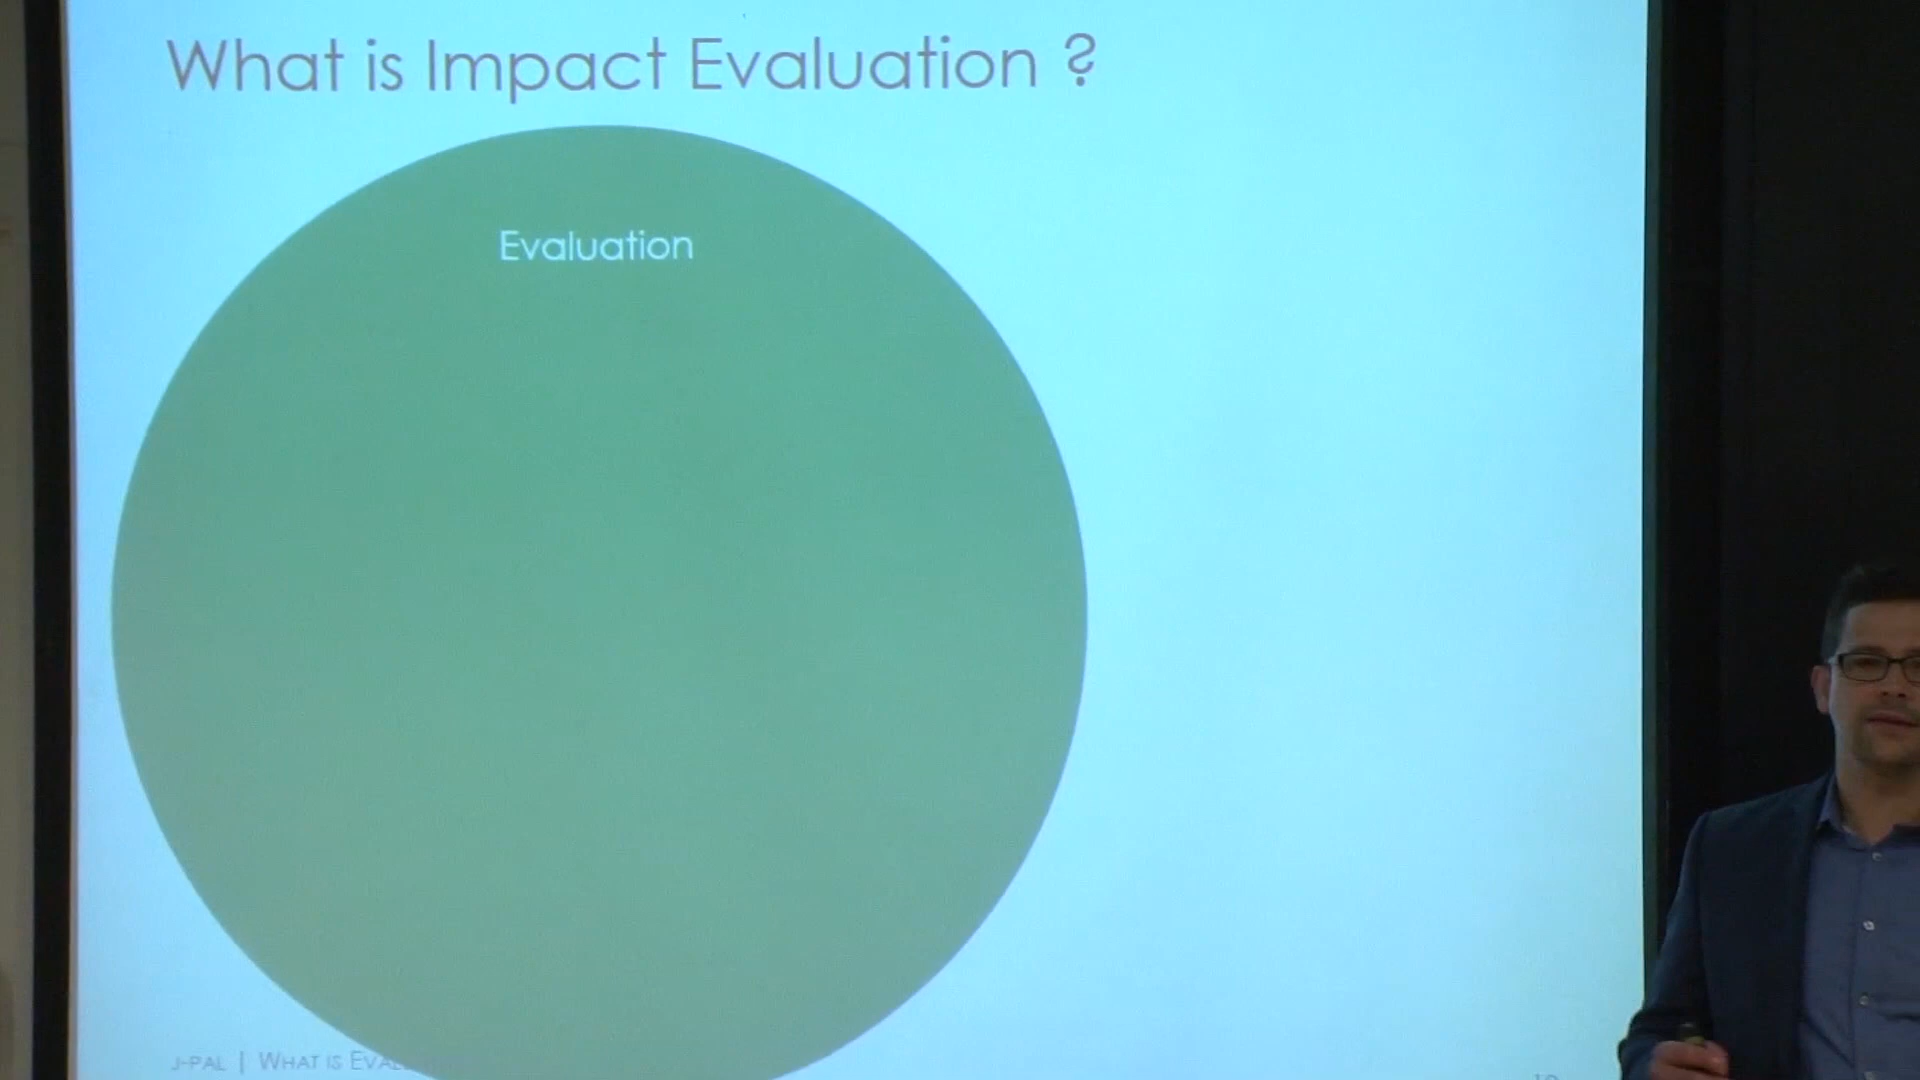 What is Impact Evaluation ?
Evaluation
J-PAL | WHAT IS EVAL